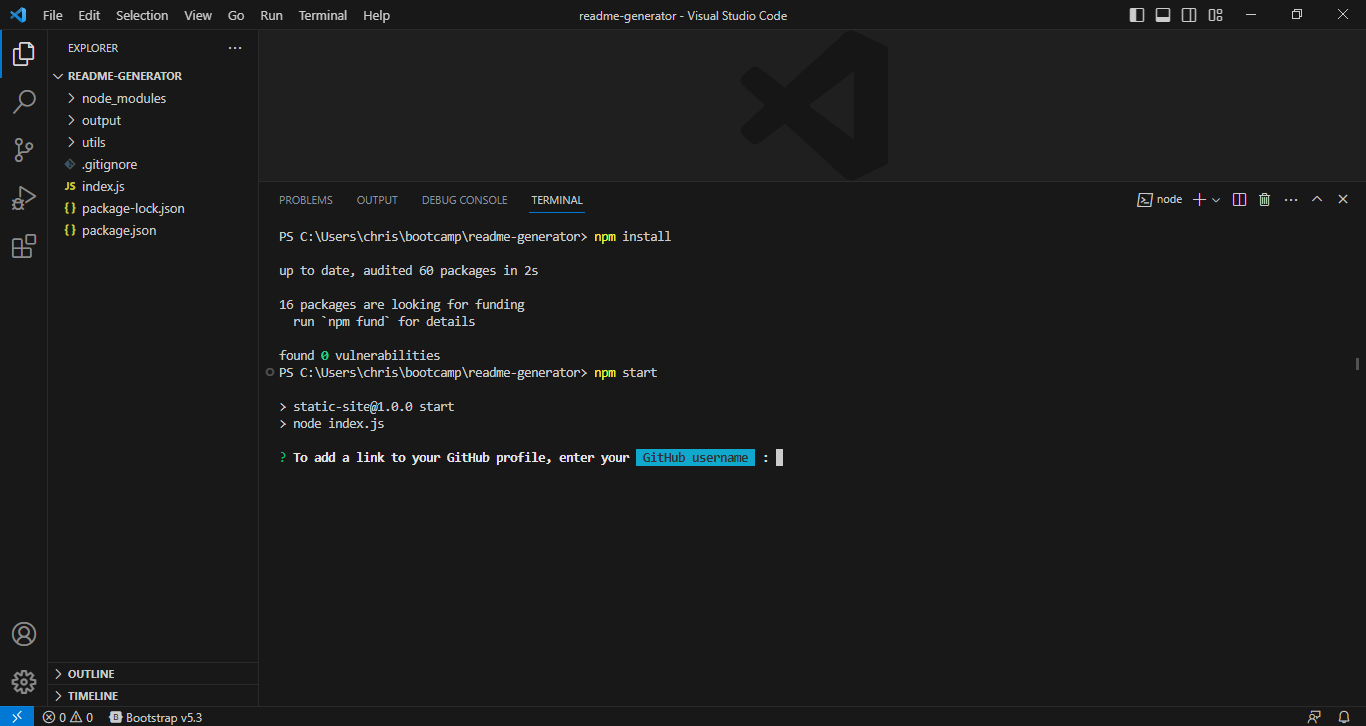 File Edit Selection View Go Run Terminal Help
readme-generator - Visual Studio Code
EXPLORER
README-GENERATOR
node_modules
output
utils
.gitignore
JS index.js
{} package-lock.json
{} package.json
OUTLINE
TIMELINE
PROBLEMS OUTPUT DEBUG CONSOLE TERMINAL
node
PS C:\Users\chris\bootcamp\readme-generator> npm install
up to date, audited 60 packages in 2s
16 packages are looking for funding
run `npm fund` for details
found 0 vulnerabilities
PS C:\Users\chris\bootcamp\readme-generator> npm start
> static-site@1.0.0 start
> node index.js
? To add a link to your GitHub profile, enter your GitHub username :
0 0 Bootstrap v5.3